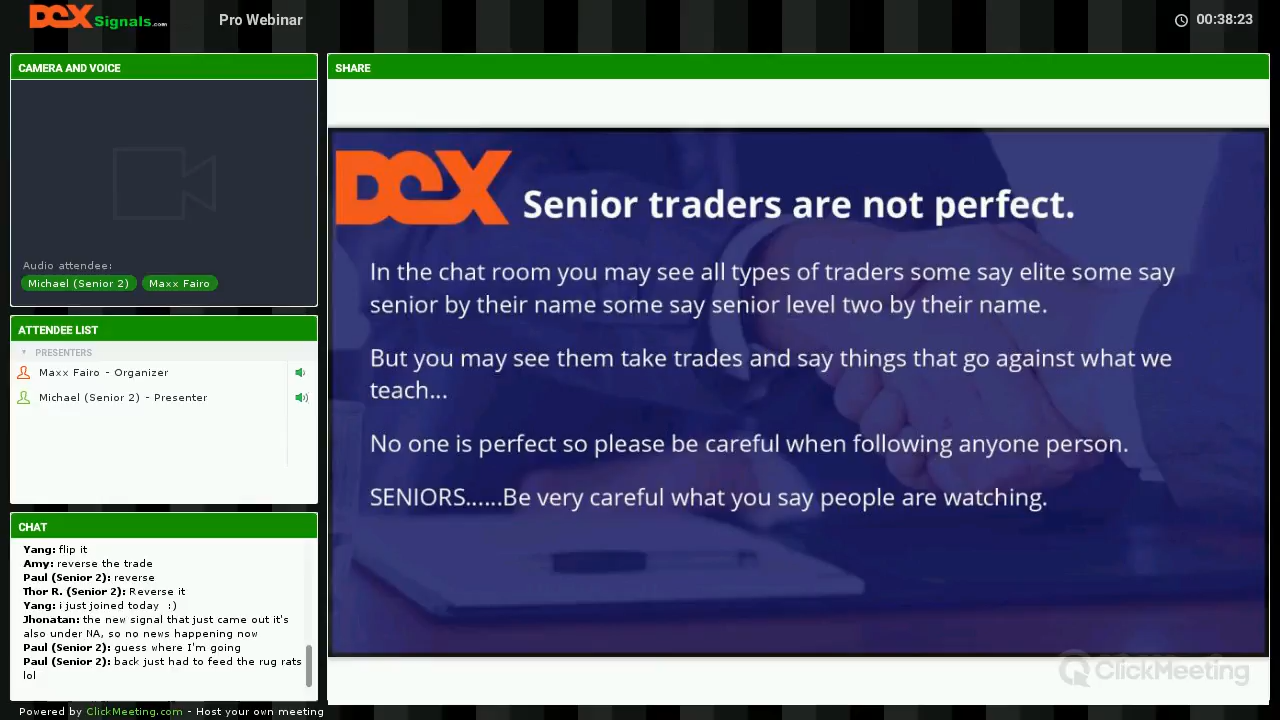 DEX Signals.com
Pro Webinar
00:38:23
CAMERA AND VOICE
Audio attendee:
Michael (Senior 2)
Maxx Fairo
ATTENDEE LIST
PRESENTERS
Maxx Fairo - Organizer
Michael (Senior 2) - Presenter
CHAT
Yang: flip it
Amy: reverse the trade
Paul (Senior 2): reverse
Thor R. (Senior 2): Reverse it
Yang: i just joined today :)
Jhonatan: the new signal that just came out it's
also under NA, so no news happening now
Paul (Senior 2): guess where I'm going
Paul (Senior 2): back just had to feed the rug rats
lol
Powered by ClickMeeting.com - Host your own meeting
SHARE
DEX
Senior traders are not perfect.
In the chat room you may see all types of traders some say elite some say
senior by their name some say senior level two by their name.
But you may see them take trades and say things that go against what we
teach...
No one is perfect so please be careful when following anyone person.
SENIORS......Be very careful what you say people are watching.
ClickMeeting